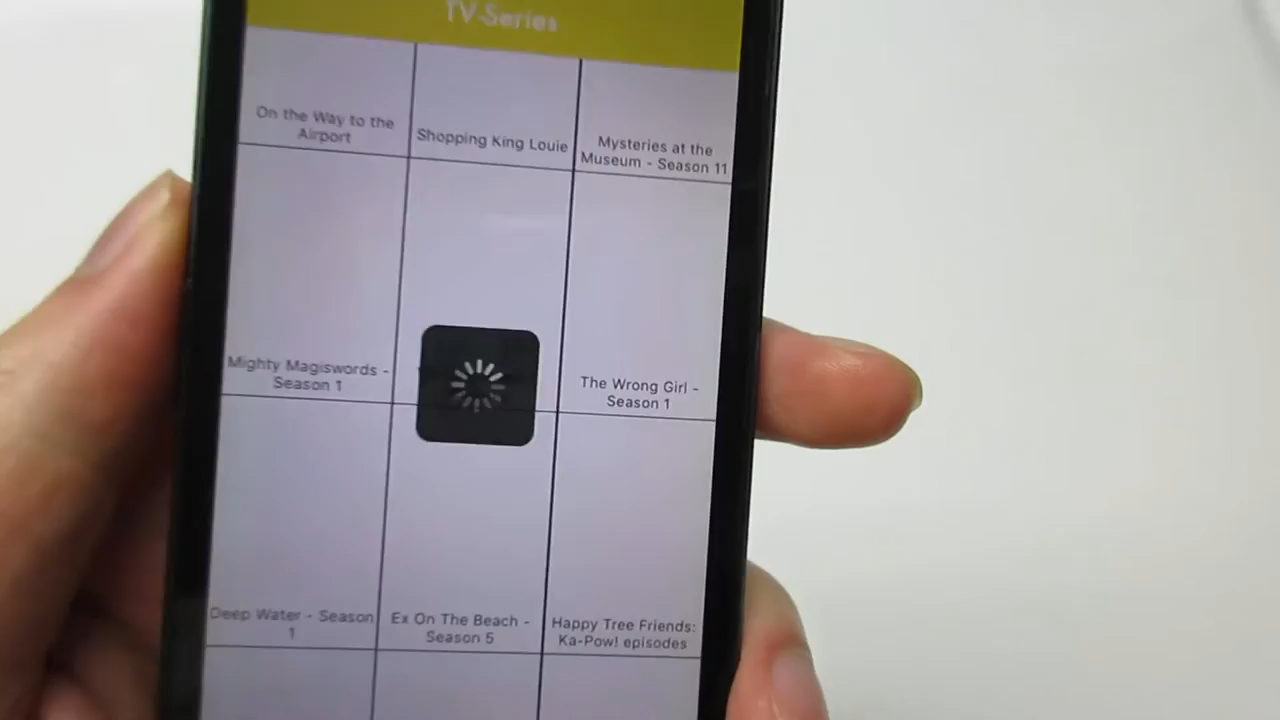 TV-Series
On the Way to the
Airport
Shopping King Louie
Mysteries at the
Museum - Season 11
Mighty Magiswords -
Season 1
The Wrong Girl -
Season 1
Deep Water - Season
1
Ex On The Beach -
Season 5
Happy Tree Friends:
Ka-Pow! episodes